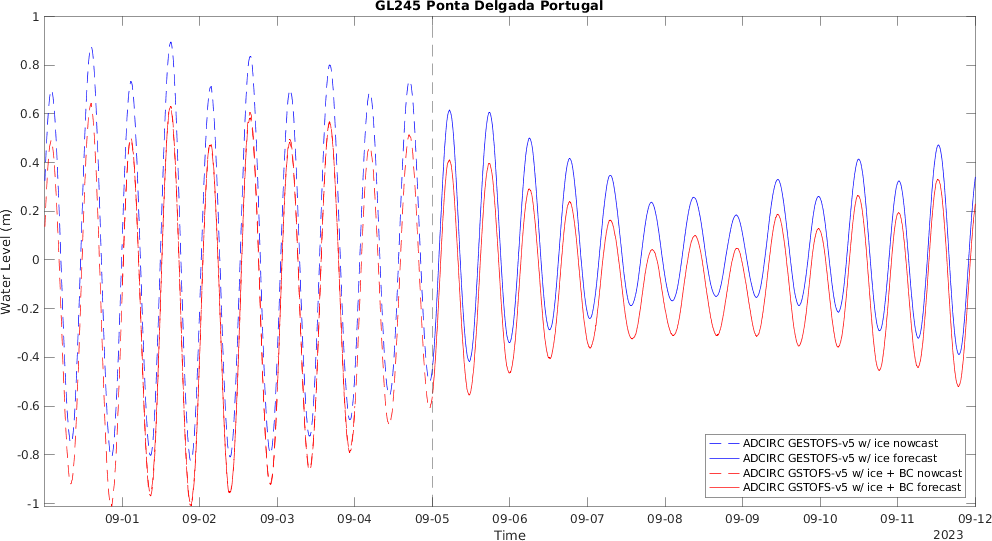 GL245 Ponta Delgada Portugal
1
0.8
0.6
0.4
0.2
0
-0.2
-0.4
-0.6
-0.8
-1
Water Level (m)
09-01 09-02 09-03 09-04 09-05 09-06 09-07 09-08 09-09 09-10 09-11 09-12
Time
2023
ADCIRC GESTOFS-v5 w/ ice nowcast
ADCIRC GESTOFS-v5 w/ ice forecast
ADCIRC GSTOFS-v5 w/ ice + BC nowcast
ADCIRC GSTOFS-v5 w/ ice + BC forecast